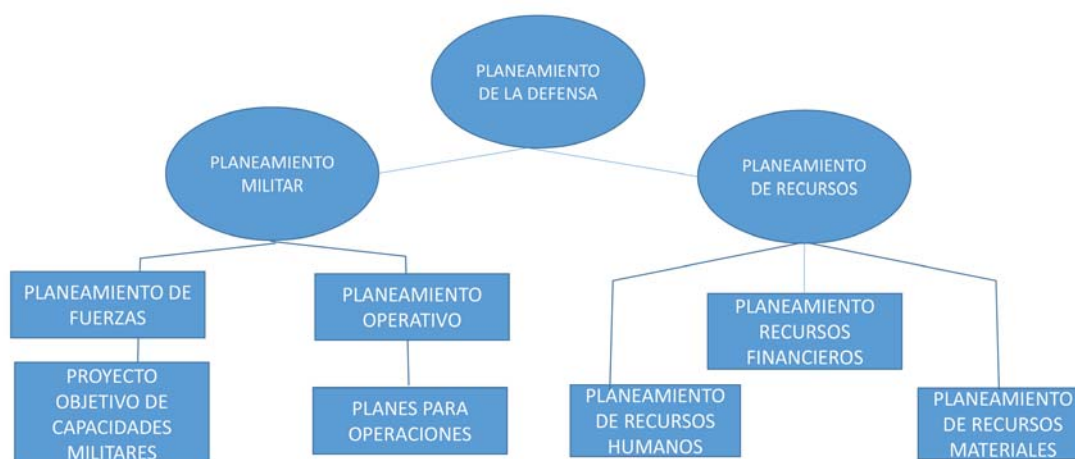 PLANEAMIENTO
DE LA DEFENSA
PLANEAMIENTO
MILITAR
PLANEAMIENTO
DE RECURSOS
PLANEAMIENTO DE
FUERZAS
PLANEAMIENTO
OPERATIVO
PLANEAMIENTO
RECURSOS
FINANCIEROS
PROYECTO
OBJETIVO DE
CAPACIDADES
MILITARES
PLANES PARA
OPERACIONES
PLANEAMIENTO
DE RECURSOS
HUMANOS
PLANEAMIENTO
DE RECURSOS
MATERIALES